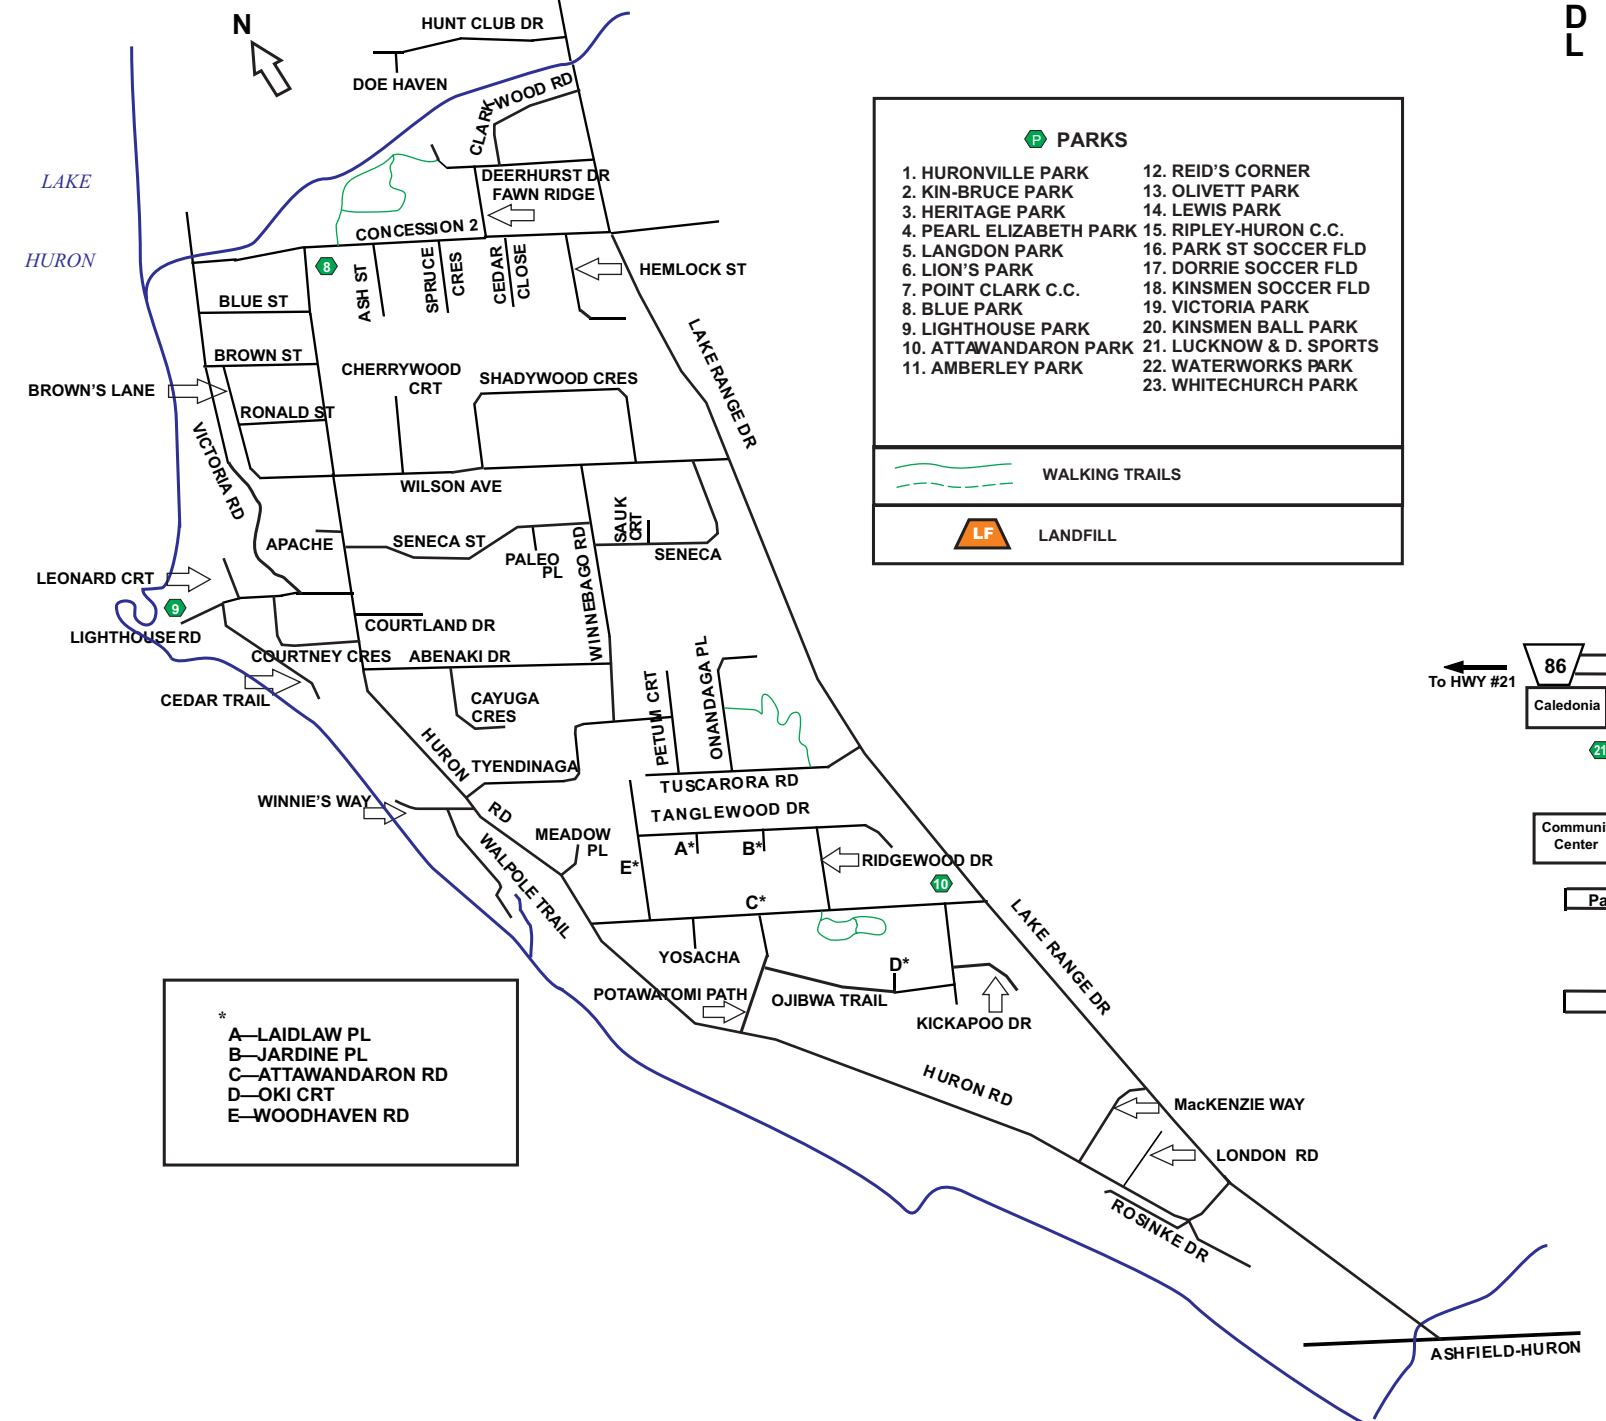 N
HUNT CLUB DR
DOE HAVEN
CLARKWOOD RD
D
L
LAKE
HURON
DEERHURST DR
FAWN RIDGE
CONCESSION 2
8
ASH ST
SPRUCE
CRES
CEDAR
CLOSE
HEMLOCK ST
BLUE ST
BROWN ST
BROWN'S LANE
RONALD ST
CHERRYWOOD
CRT
SHADYWOOD CRES
LAKE RANGE DR
VICTORIA RD
WILSON AVE
APACHE
SENECA ST
PALEO
PL
WINNEBAGO RD
SAUK
CRT
SENECA
LEONARD CRT
9
LIGHTHOUSE RD
COURTLAND DR
COURTNEY CRES
ABENAKI DR
CEDAR TRAIL
CAYUGA
CRES
PETUM CRT
ONANDAGA PL
HURON
RD
TYENDINAGA
TUSCARORA RD
TANGLEWOOD DR
WINNIE'S WAY
WALPOLE TRAIL
MEADOW
PL
E*
A*
B*
RIDGEWOOD DR
10
C*
YOSACHA
POTAWATOMI PATH
OJIBWA TRAIL
D*
KICKAPOO DR
LAKE RANGE DR
HURON RD
MacKENZIE WAY
LONDON RD
ROSINKE DR
ASHFIELD-HURON
P PARKS
1. HURONVILLE PARK
2. KIN-BRUCE PARK
3. HERITAGE PARK
4. PEARL ELIZABETH PARK
5. LANGDON PARK
6. LION'S PARK
7. POINT CLARK C.C.
8. BLUE PARK
9. LIGHTHOUSE PARK
10. ATTAWANDARON PARK
11. AMBERLEY PARK
12. REID'S CORNER
13. OLIVETT PARK
14. LEWIS PARK
15. RIPLEY-HURON C.C.
16. PARK ST SOCCER FLD
17. DORRIE SOCCER FLD
18. KINSMEN SOCCER FLD
19. VICTORIA PARK
20. KINSMEN BALL PARK
21. LUCKNOW & D. SPORTS
22. WATERWORKS PARK
23. WHITECHURCH PARK
WALKING TRAILS
LF LANDFILL
86
To HWY #21
Caledonia
21
Communi
Center
Pa
*
A—LAIDLAW PL
B—JARDINE PL
C—ATTAWANDARON RD
D—OKI CRT
E—WOODHAVEN RD